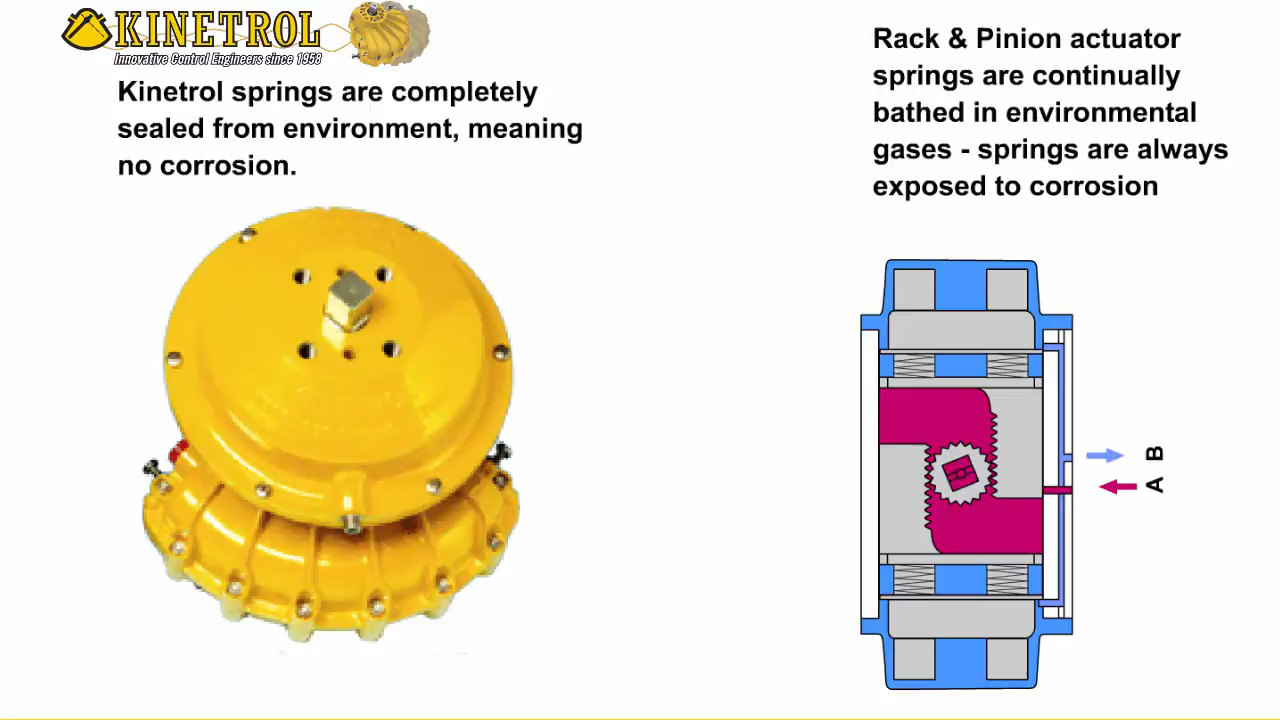 KINETROL
Innovative Control Engineers since 1958
Kinetrol springs are completely
sealed from environment, meaning
no corrosion.
Rack & Pinion actuator
springs are continually
bathed in environmental
gases - springs are always
exposed to corrosion
B
A